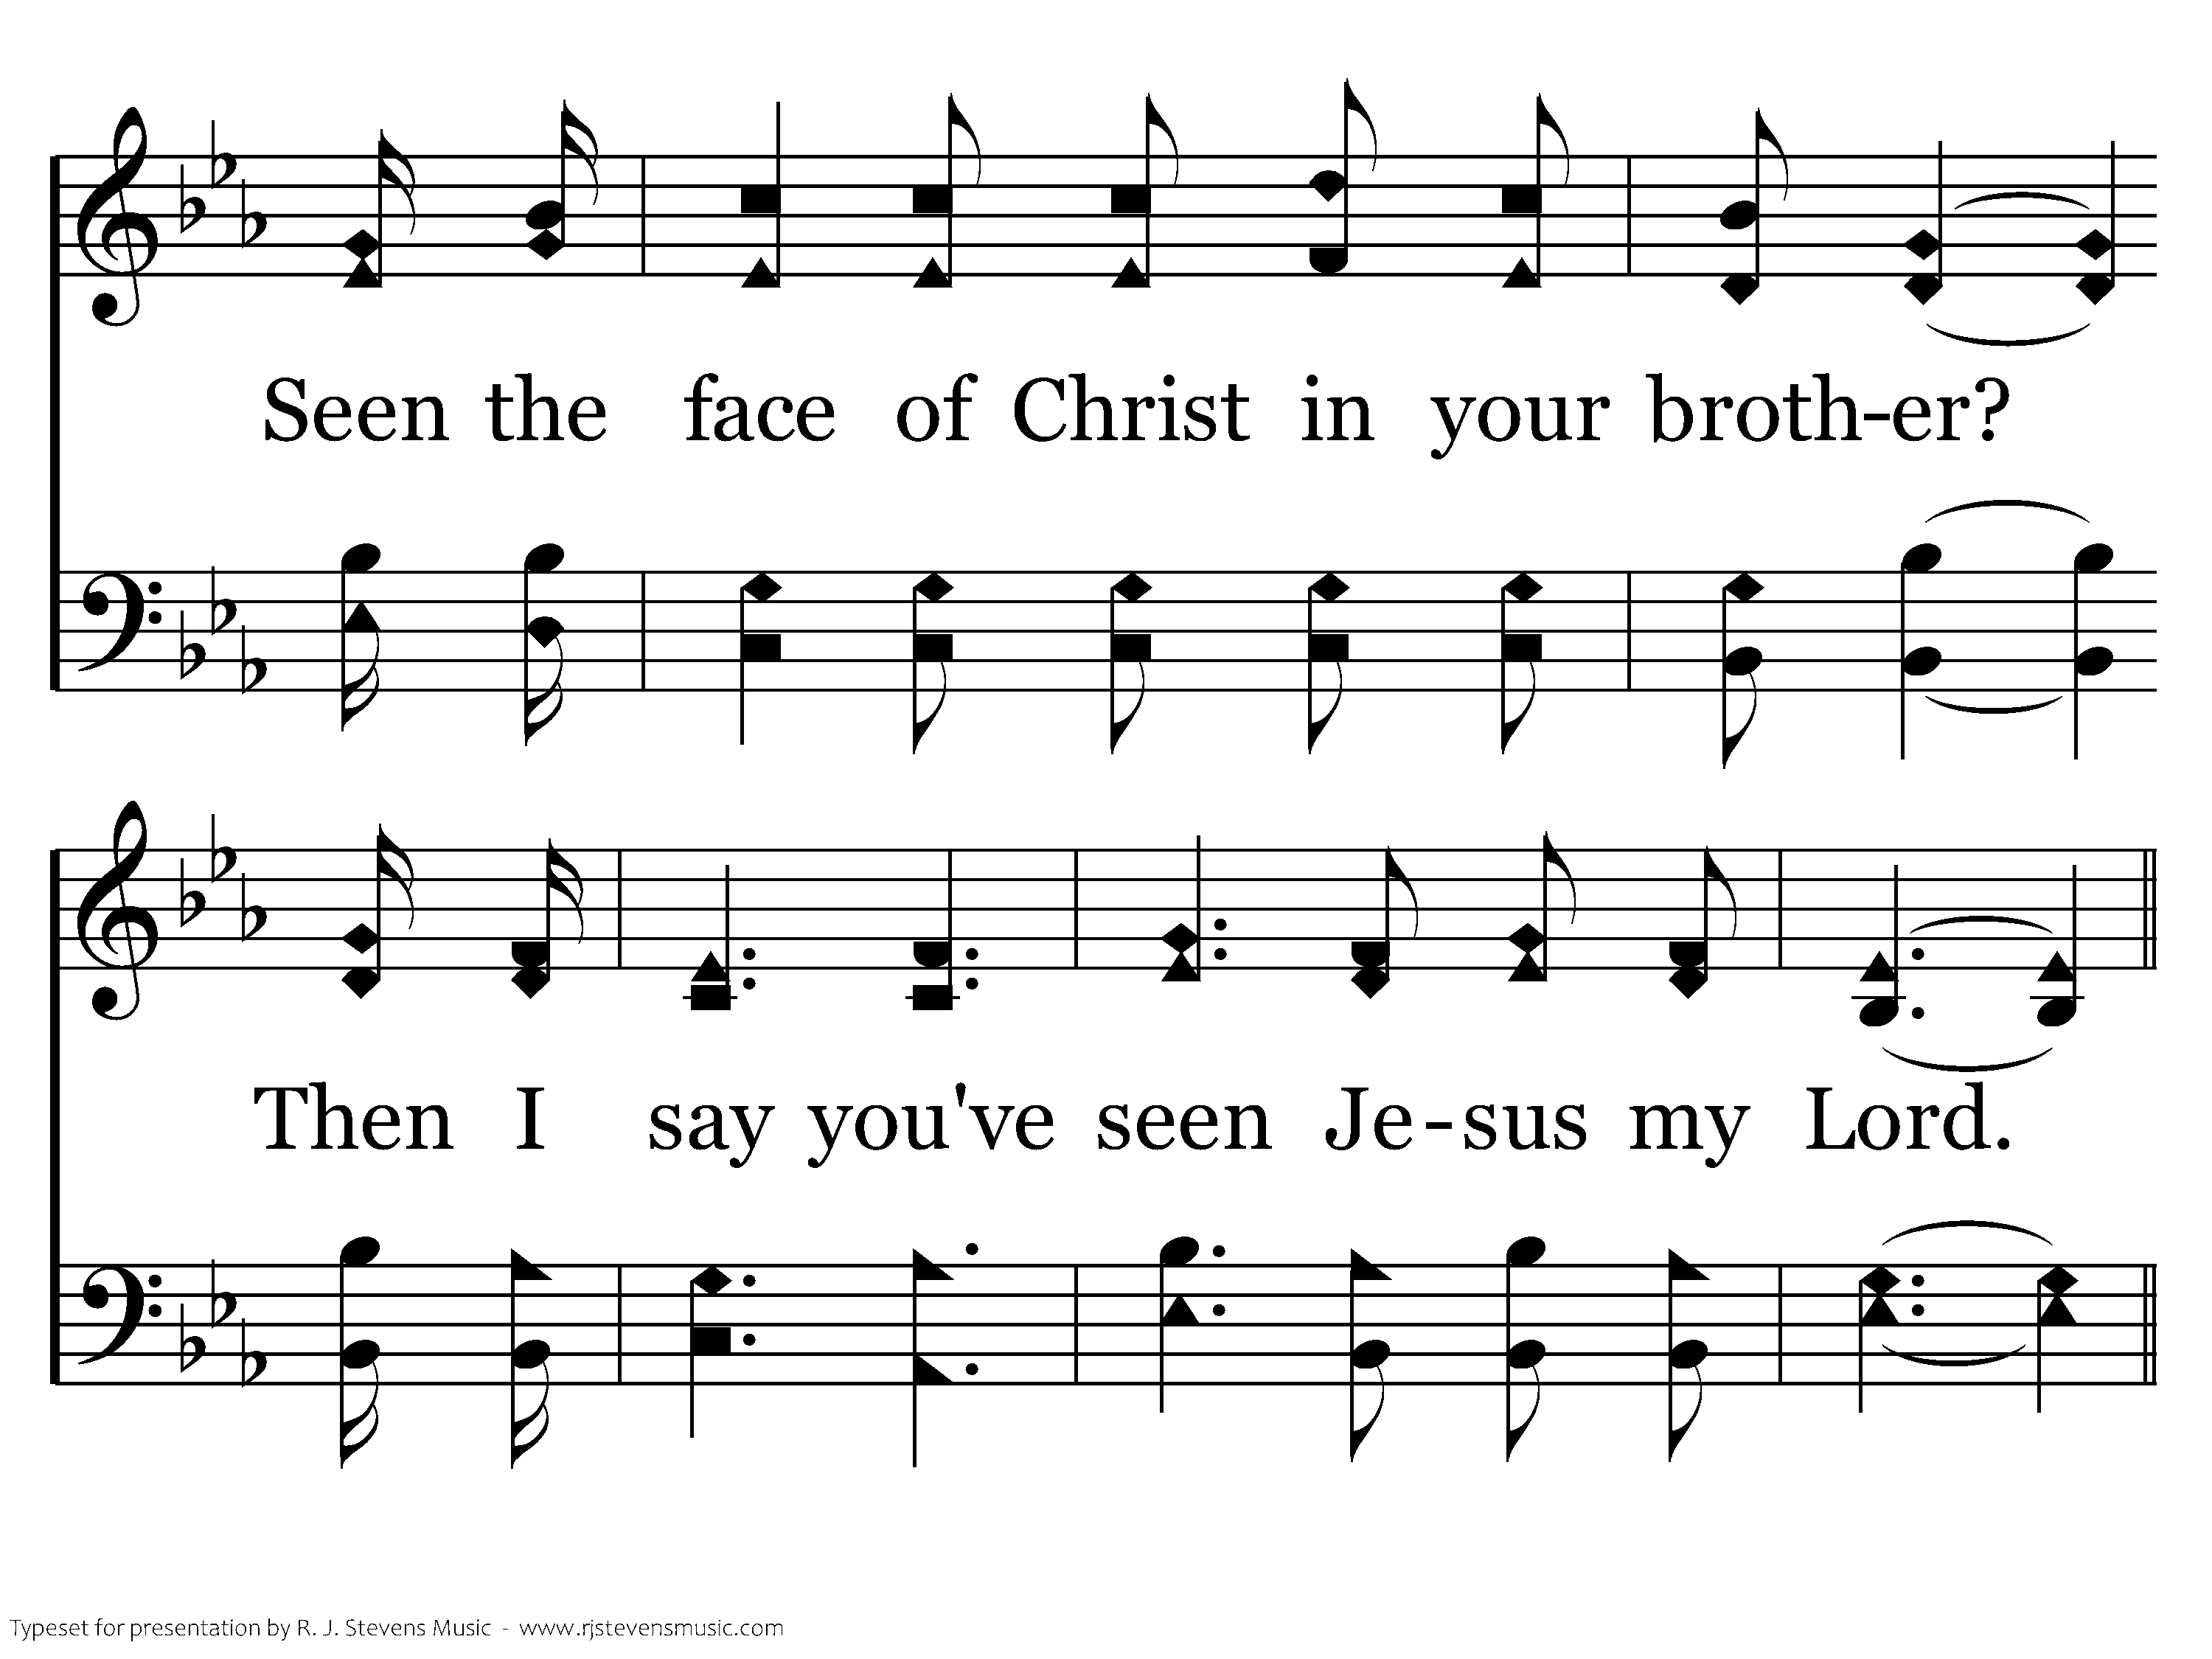 Seen the face of Christ in your broth-er?
Then I say you've seen Je-sus my Lord.
Typeset for presentation by R. J. Stevens Music - www.rjstevensmusic.com